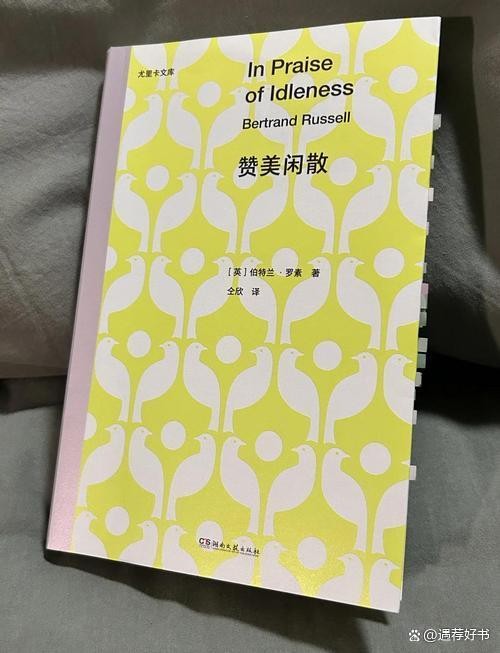 尤里卡文库
In Praise
of Idleness
Bertrand Russell
赞美闲散
[英]伯特兰·罗素 著
仝欣 译
CS 湖南文艺出版社
@遇荐好书